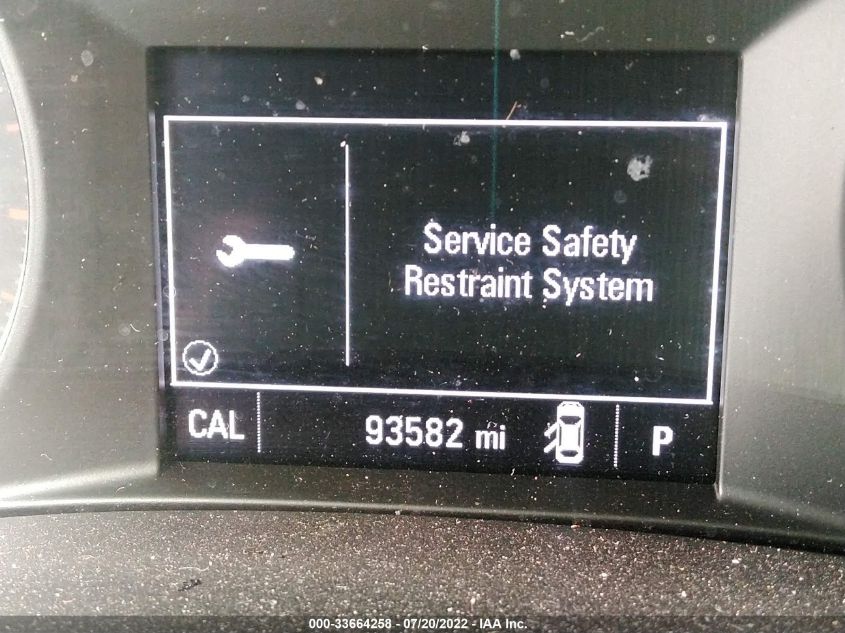 Service Safety
Restraint System
CAL
93582 mi
P
000-33664258 - 07/20/2022 - IAA Inc.